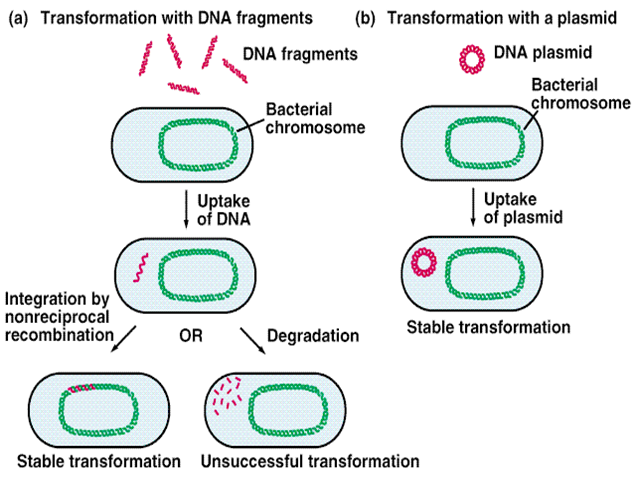 (a) Transformation with DNA fragments
DNA fragments
Bacterial
chromosome
Uptake
of DNA
Integration by
nonreciprocal
recombination
OR
Degradation
Stable transformation
Unsuccessful transformation
(b) Transformation with a plasmid
DNA plasmid
Bacterial
chromosome
Uptake
of plasmid
Stable transformation